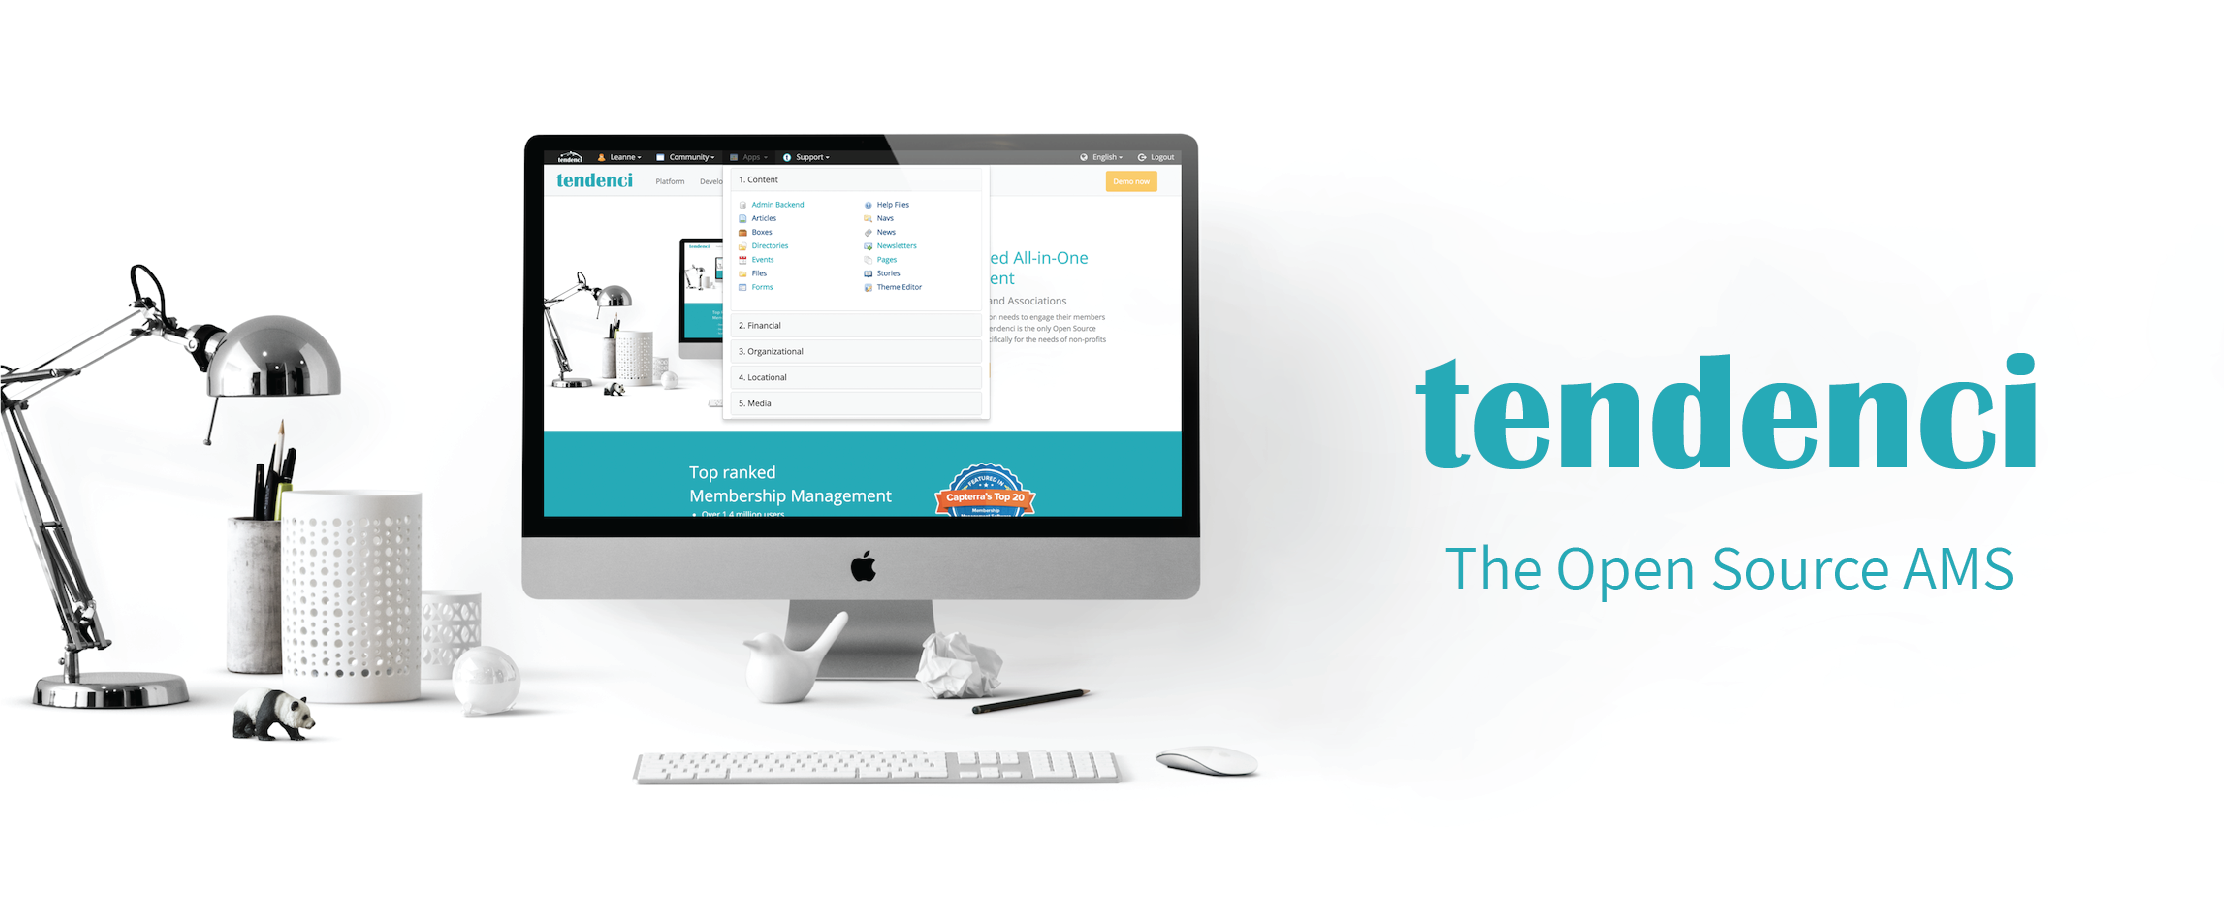 tendenci Leanne Community Apps Support English Logout
tendenci Platform Develo Demo now
1. Content
Admin Backend
Articles
Boxes
Directories
Events
Files
Forms
Help Files
Navs
News
Newsletters
Pages
Stories
Theme Editor
2. Financial
3. Organizational
4. Locational
5. Media
ed All-in-One
ent
and Associations
or needs to engage their members
endenci is the only Open Source
cifically for the needs of non-profits
Top ranked
Membership Management
• Over 1.4 million users
FEATURED IN
Capterra's Top 20
Membership
Management Software
tendenci
The Open Source AMS